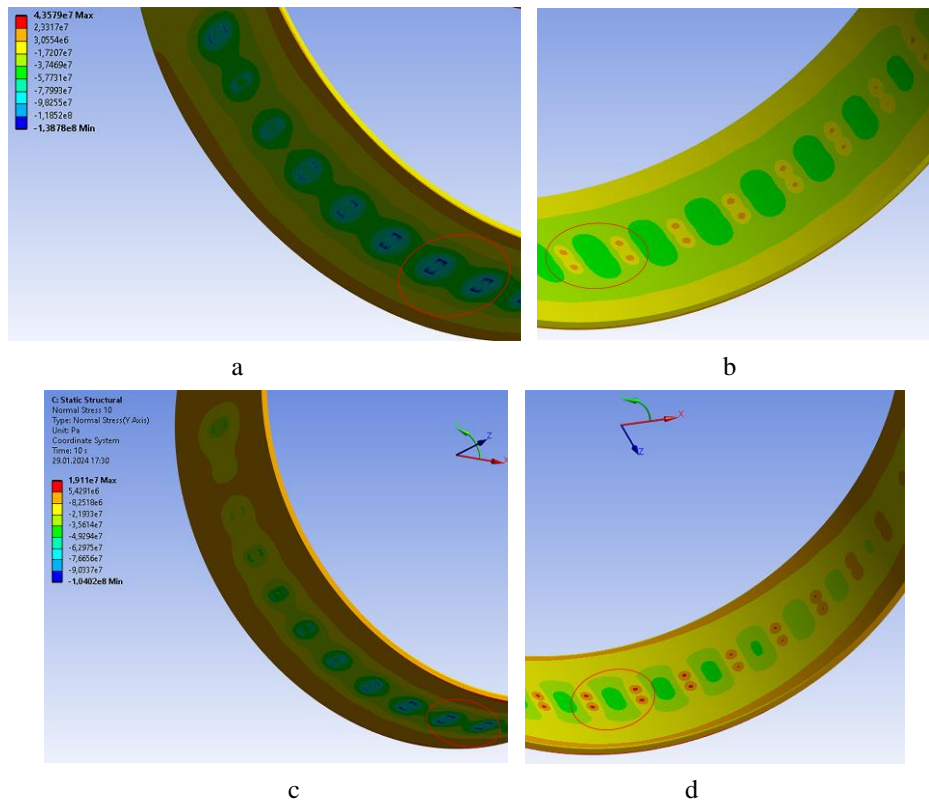 4,3579e7 Max
2,3317e7
3,0554e6
-1,7207e7
-3,7469e7
-5,7731e7
-7,7993e7
-9,8255e7
-1,1852e8
-1,3878e8 Min
a
b
C: Static Structural
Normal Stress 10
Type: Normal Stress(Y Axis)
Unit: Pa
Coordinate System
Time: 10 s
29.01.2024 17:30
1,911e7 Max
5,4291e6
-8,2518e6
-2,1933e7
-3,5614e7
-4,9294e7
-6,2975e7
-7,6656e7
-9,0337e7
-1,0402e8 Min
Z
X
X
Z
c
d